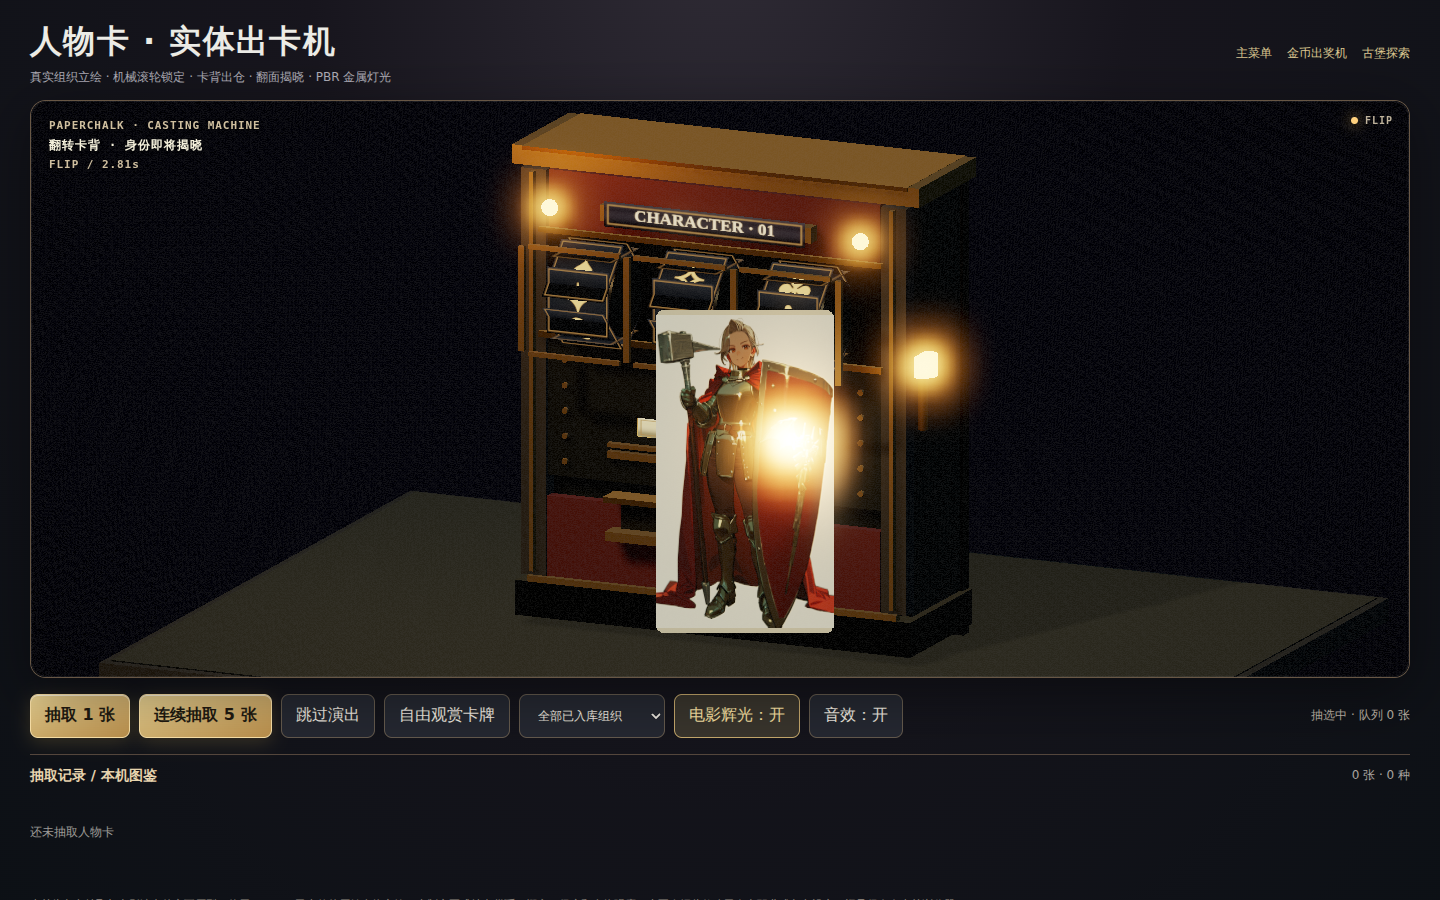 人物卡 · 实体出卡机
真实组织立绘 · 机械滚轮锁定 · 卡背出仓 · 翻面揭晓 · PBR 金属灯光
主菜单 金币出奖机 古堡探索
PAPERCHALK · CASTING MACHINE
翻转卡背 · 身份即将揭晓
FLIP / 2.81s
FLIP
CHARACTER · 01
抽取 1 张 连续抽取 5 张 跳过演出 自由观赏卡牌 全部已入库组织 电影辉光：开 音效：开
抽选中 · 队列 0 张
抽取记录 / 本机图鉴
0 张 · 0 种
还未抽取人物卡